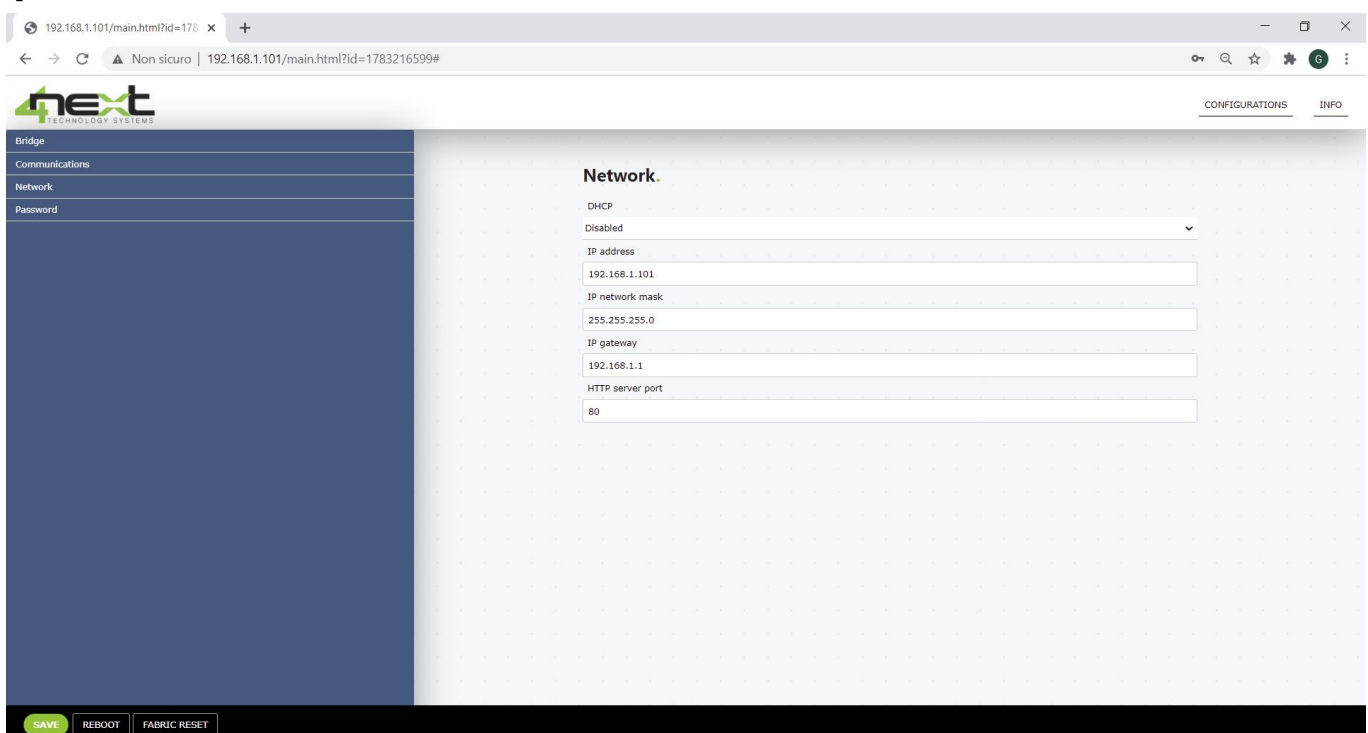 192.168.1.101/main.html?id=178
Non sicuro | 192.168.1.101/main.html?id=1783216599#
G
4next
TECHNOLOGY SYSTEMS
CONFIGURATIONS INFO
Bridge
Communications
Network
Password
Network.
DHCP
Disabled
IP address
192.168.1.101
IP network mask
255.255.255.0
IP gateway
192.168.1.1
HTTP server port
80
SAVE REBOOT FABRIC RESET